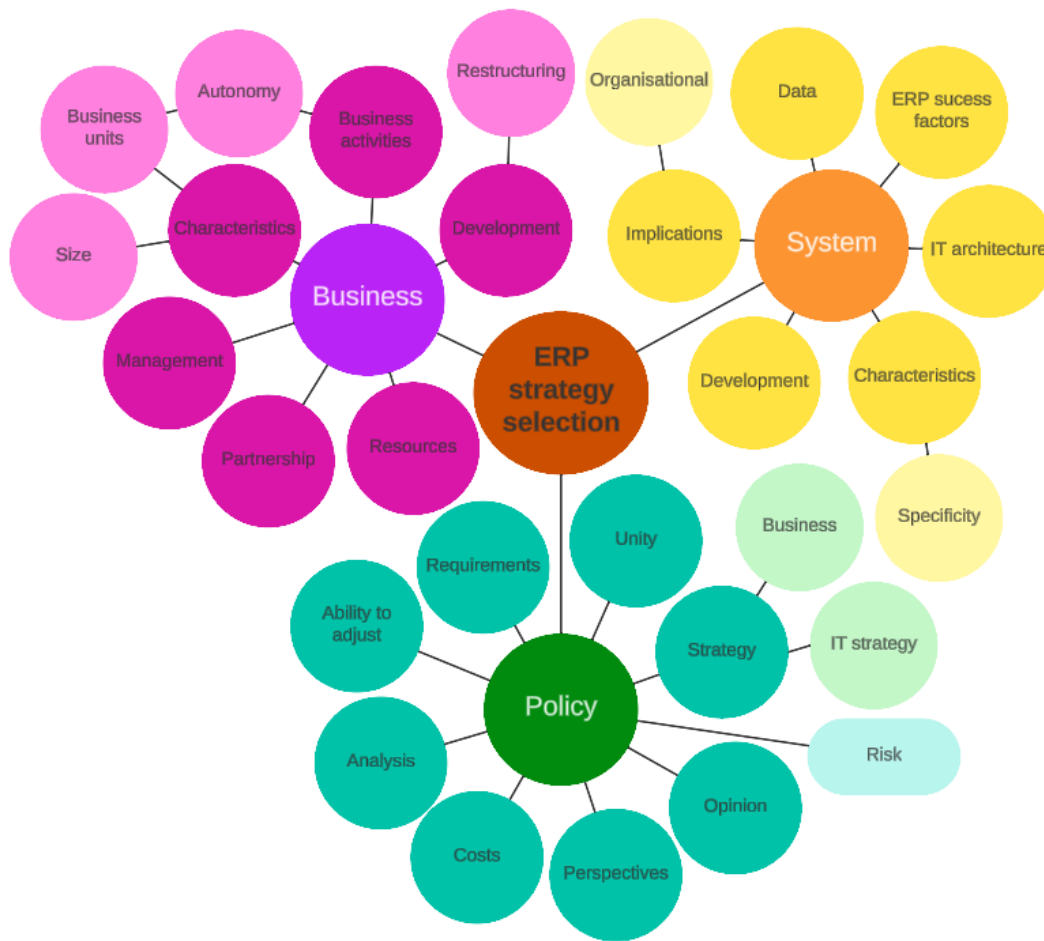 Restructuring
Organisational
Autonomy
Data
ERP sucess
factors
Business
units
Business
activities
Characteristics
Development
Implications
System
IT architecture
Size
Business
Management
ERP
strategy
selection
Development
Characteristics
Partnership
Resources
Specificity
Requirements
Unity
Business
Ability to
adjust
Strategy
IT strategy
Policy
Risk
Analysis
Opinion
Costs
Perspectives